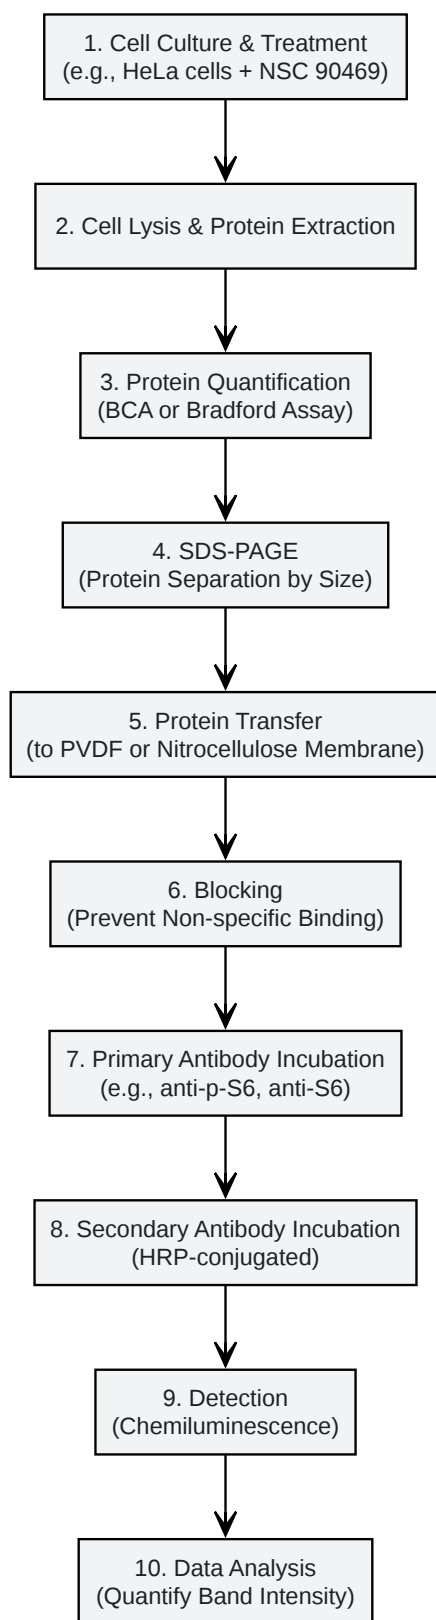 1. Cell Culture & Treatment
(e.g., HeLa cells + NSC 90469)
2. Cell Lysis & Protein Extraction
3. Protein Quantification
(BCA or Bradford Assay)
4. SDS-PAGE
(Protein Separation by Size)
5. Protein Transfer
(to PVDF or Nitrocellulose Membrane)
6. Blocking
(Prevent Non-specific Binding)
7. Primary Antibody Incubation
(e.g., anti-p-S6, anti-S6)
8. Secondary Antibody Incubation
(HRP-conjugated)
9. Detection
(Chemiluminescence)
10. Data Analysis
(Quantify Band Intensity)